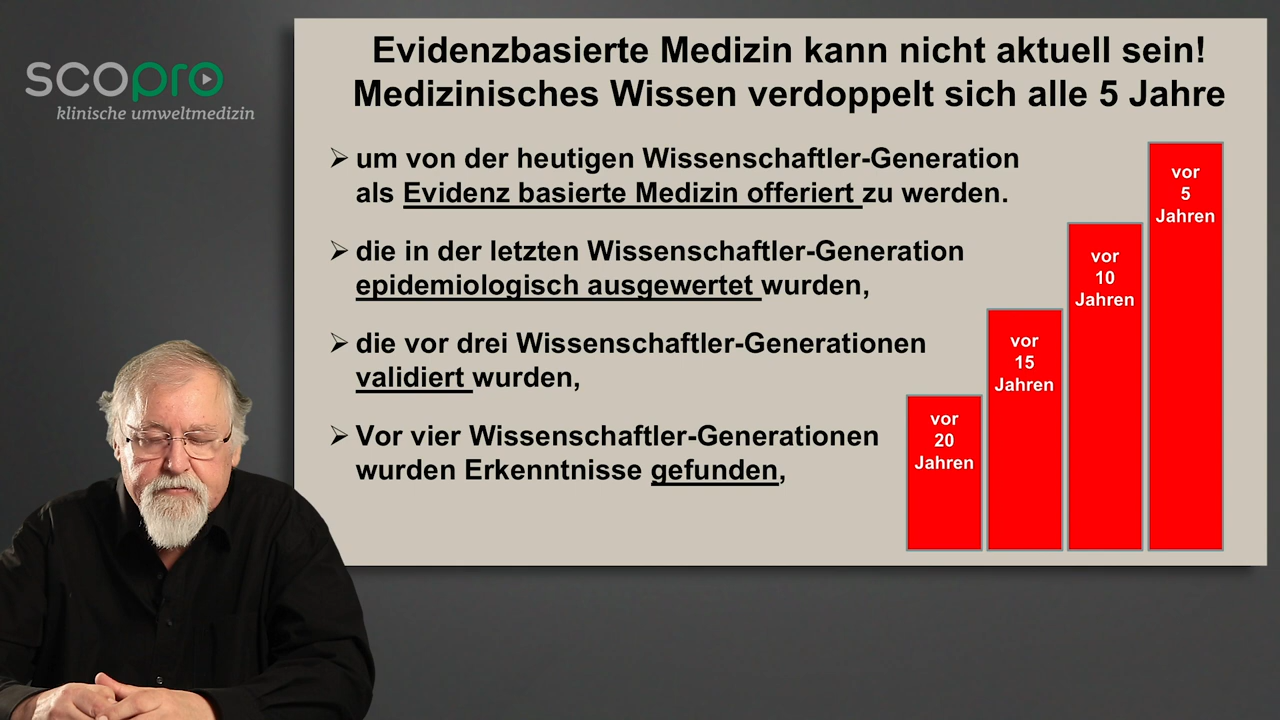 scopro
klinische umweltmedizin
Evidenzbasierte Medizin kann nicht aktuell sein!
Medizinisches Wissen verdoppelt sich alle 5 Jahre
um von der heutigen Wissenschaftler-Generation
als Evidenz basierte Medizin offeriert zu werden.
die in der letzten Wissenschaftler-Generation
epidemiologisch ausgewertet wurden,
die vor drei Wissenschaftler-Generationen
validiert wurden,
Vor vier Wissenschaftler-Generationen
wurden Erkenntnisse gefunden,
vor
20
Jahren
vor
15
Jahren
vor
10
Jahren
vor
5
Jahren